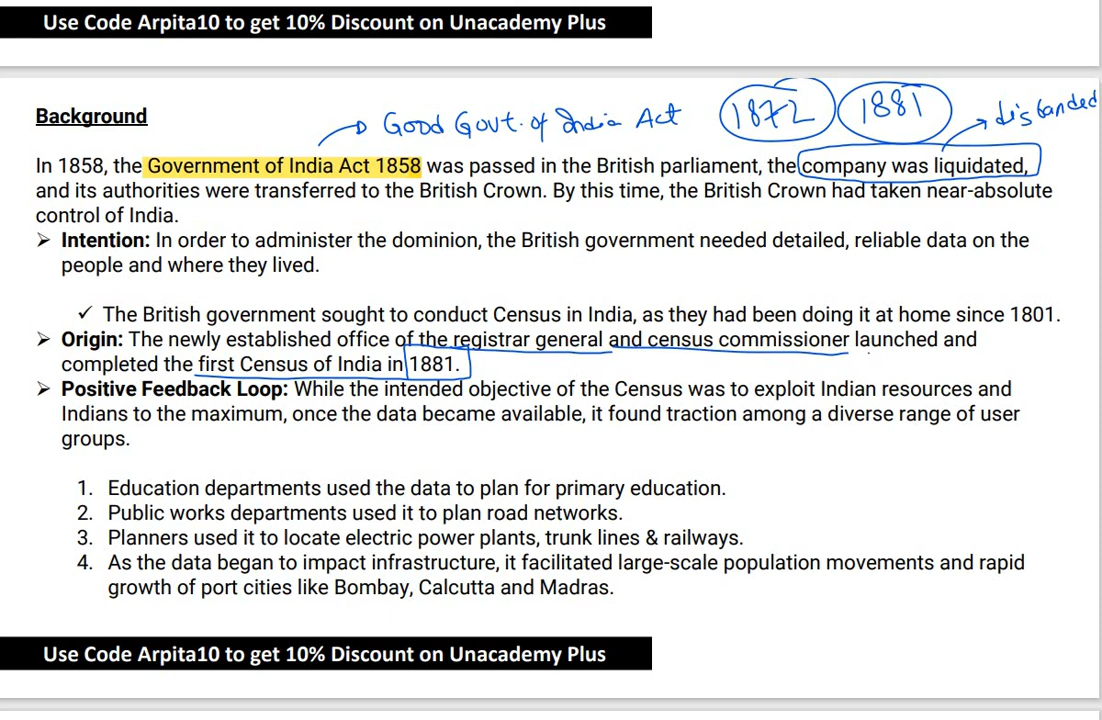 Use Code Arpita10 to get 10% Discount on Unacademy Plus
Background
Good Govt. of India Act 1872 1881 disbanded
In 1858, the Government of India Act 1858 was passed in the British parliament, the company was liquidated,
and its authorities were transferred to the British Crown. By this time, the British Crown had taken near-absolute
control of India.
➢ Intention: In order to administer the dominion, the British government needed detailed, reliable data on the
people and where they lived.
✓ The British government sought to conduct Census in India, as they had been doing it at home since 1801.
➢ Origin: The newly established office of the registrar general and census commissioner launched and
completed the first Census of India in 1881.
➢ Positive Feedback Loop: While the intended objective of the Census was to exploit Indian resources and
Indians to the maximum, once the data became available, it found traction among a diverse range of user
groups.
1. Education departments used the data to plan for primary education.
2. Public works departments used it to plan road networks.
3. Planners used it to locate electric power plants, trunk lines & railways.
4. As the data began to impact infrastructure, it facilitated large-scale population movements and rapid
growth of port cities like Bombay, Calcutta and Madras.
Use Code Arpita10 to get 10% Discount on Unacademy Plus